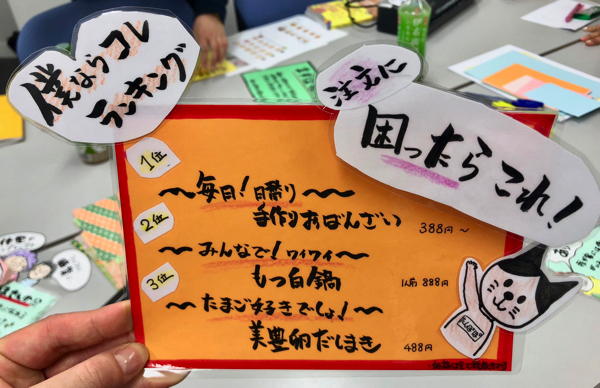 僕ならコレ
ランキング
注文に
困ったらこれ!
1位
〜毎日!日替り〜
手作りおばんざい 388円〜
2位
〜みんなで!ワイワイ〜
もつ白鍋 1人前 888円
3位
〜たまご好きでしょ!〜
美豊卵だしまき 488円